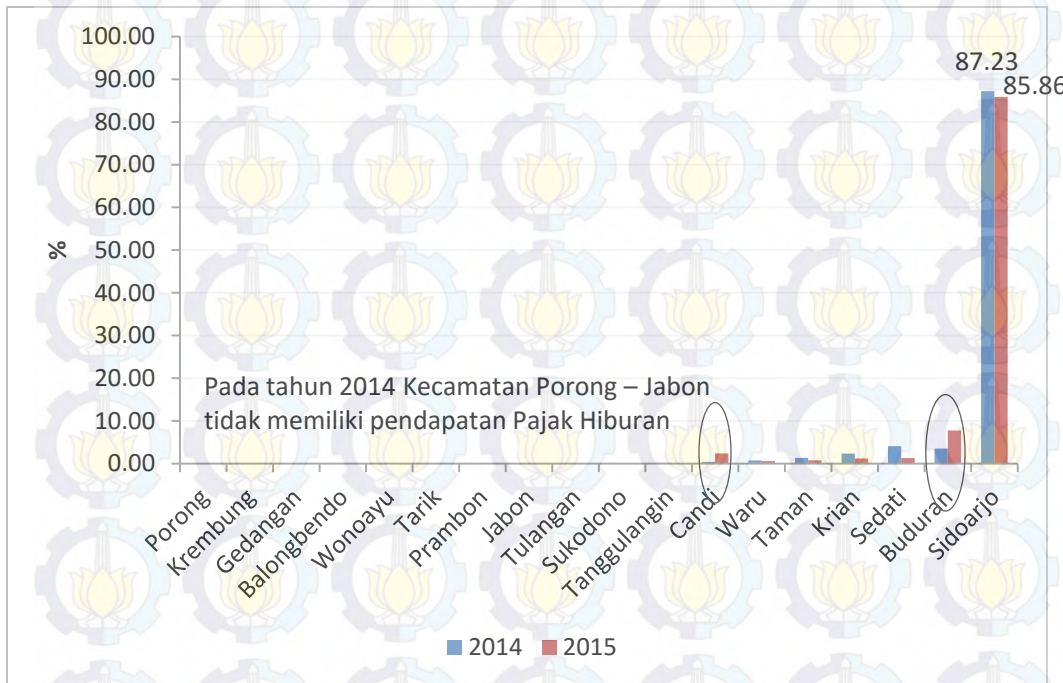 100.00
90.00
80.00
70.00
60.00
50.00
40.00
30.00
20.00
10.00
0.00
%
87.23
85.86
Pada tahun 2014 Kecamatan Porong – Jabon
tidak memiliki pendapatan Pajak Hiburan
Porong
Krembung
Gedangan
Balongbendo
Wonoayu
Tarik
Prambon
Jabon
Tulangan
Sukodono
Tanggulangin
Candi
Waru
Taman
Krian
Sedati
Buduran
Sidoarjo
2014 2015